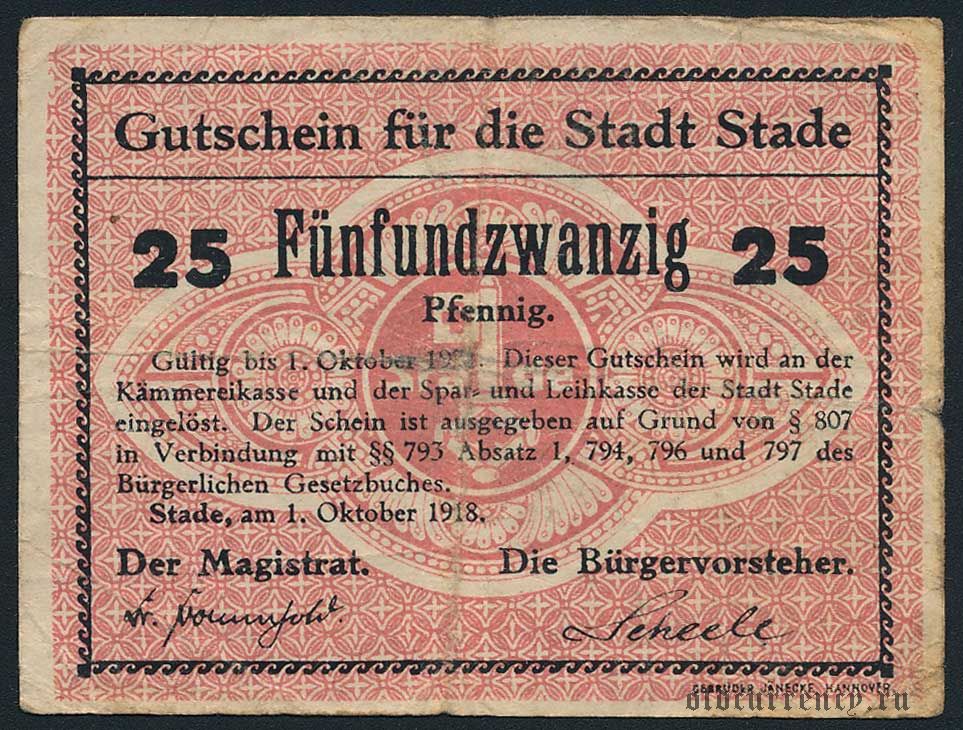 Gutschein für die Stadt Stade
25 Fünfundzwanzig 25
Pfennig.
Gültig bis 1. Oktober Dieser Gutschein wird an der
Kämmereikasse und der Spar- und Leihkasse der Stadt Stade
eingelöst. Der Schein ist ausgegeben auf Grund von § 807
in Verbindung mit §§ 793 Absatz 1, 794, 796 und 797 des
Bürgerlichen Gesetzbuches.
Stade, am 1. Oktober 1918.
Der Magistrat. Die Bürgervorsteher.
Dr. Scheele
GEBRÜDER JÄNECKE, HANNOVER
oldcurrency.ru